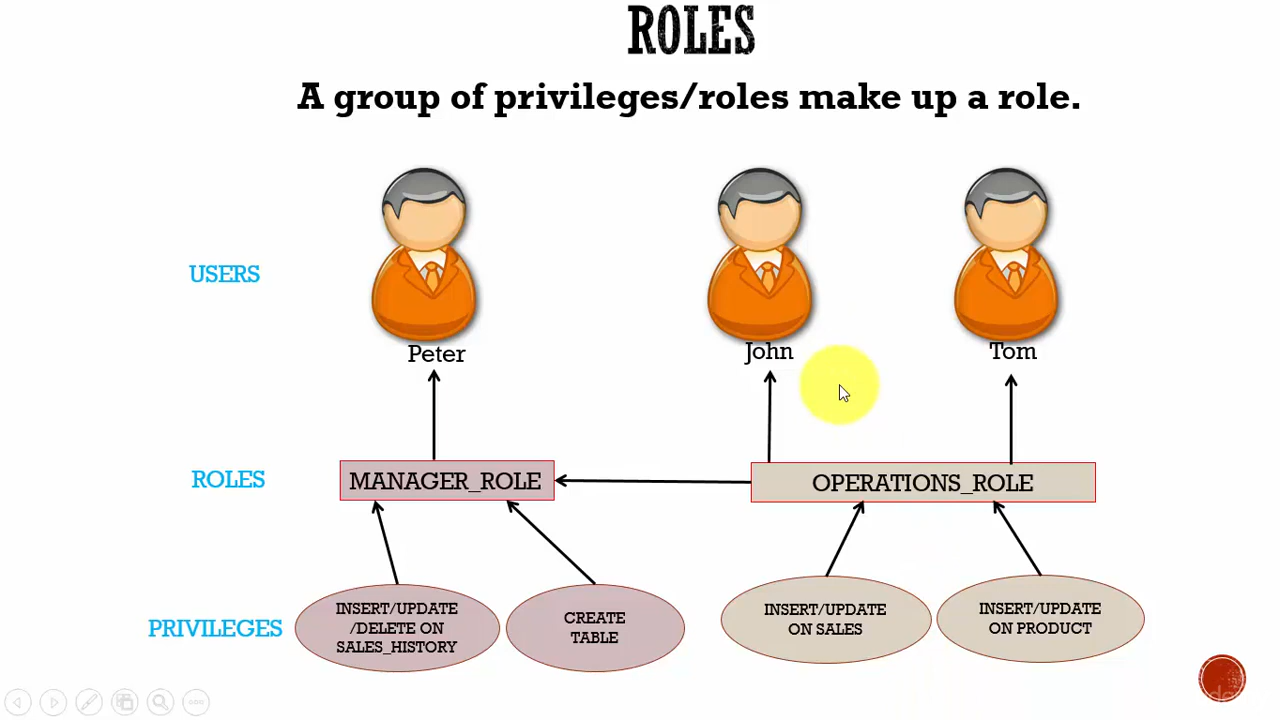 ROLES
A group of privileges/roles make up a role.
USERS
Peter
John
Tom
ROLES
MANAGER_ROLE
OPERATIONS_ROLE
PRIVILEGES
INSERT/UPDATE
/DELETE ON
SALES_HISTORY
CREATE
TABLE
INSERT/UPDATE
ON SALES
INSERT/UPDATE
ON PRODUCT